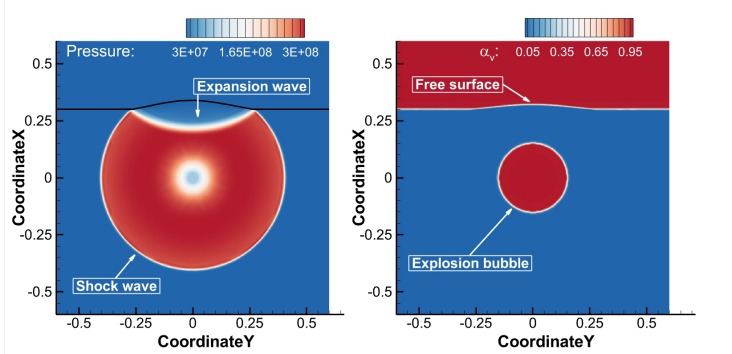 Pressure: 3E+07 1.65E+08 3E+08
0.5
Expansion wave
0.25
0
-0.25
Shock wave
-0.5
-0.5 -0.25 0 0.25 0.5
CoordinateY
CoordinateX
αv: 0.05 0.35 0.65 0.95
0.5
Free surface
0.25
0
-0.25
Explosion bubble
-0.5
-0.5 -0.25 0 0.25 0.5
CoordinateY
CoordinateX